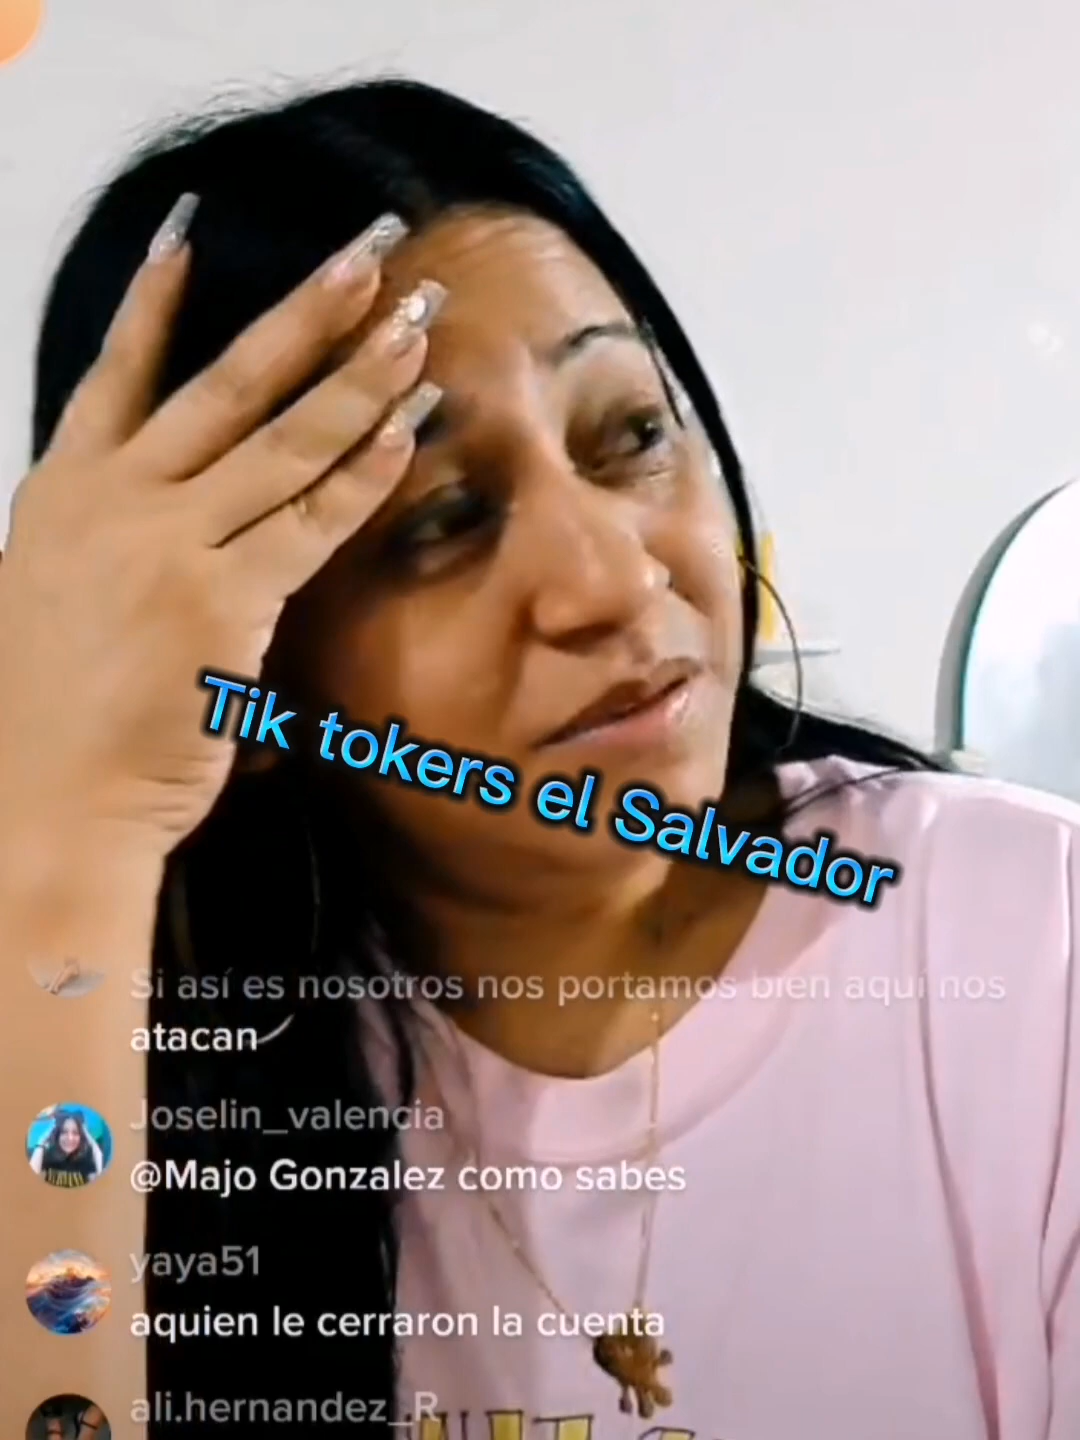 Tik tokers el Salvador
Si así es nosotros nos portamos bien aquí nos
atacan
Joselin_valencia
@Majo Gonzalez como sabes
yaya51
aquien le cerraron la cuenta
ali.hernandez_R